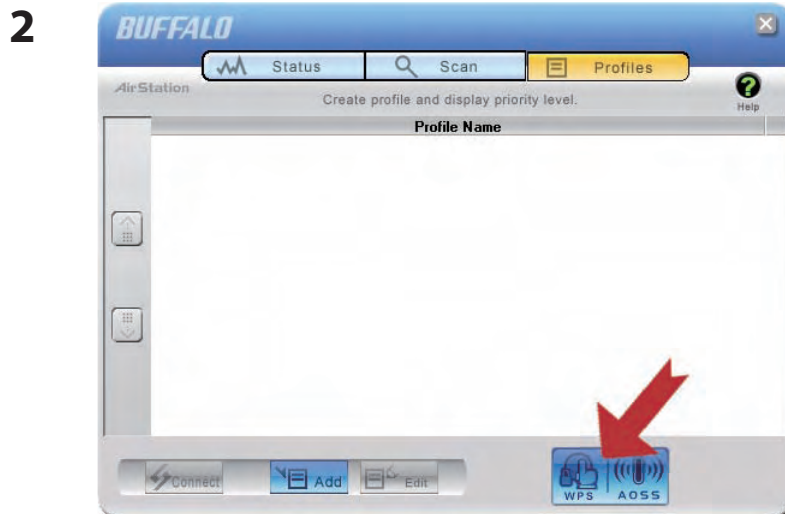 2
BUFFALO
Status Scan Profiles
AirStation
Create profile and display priority level.
Help
Profile Name
Connect Add Edit
WPS AOSS